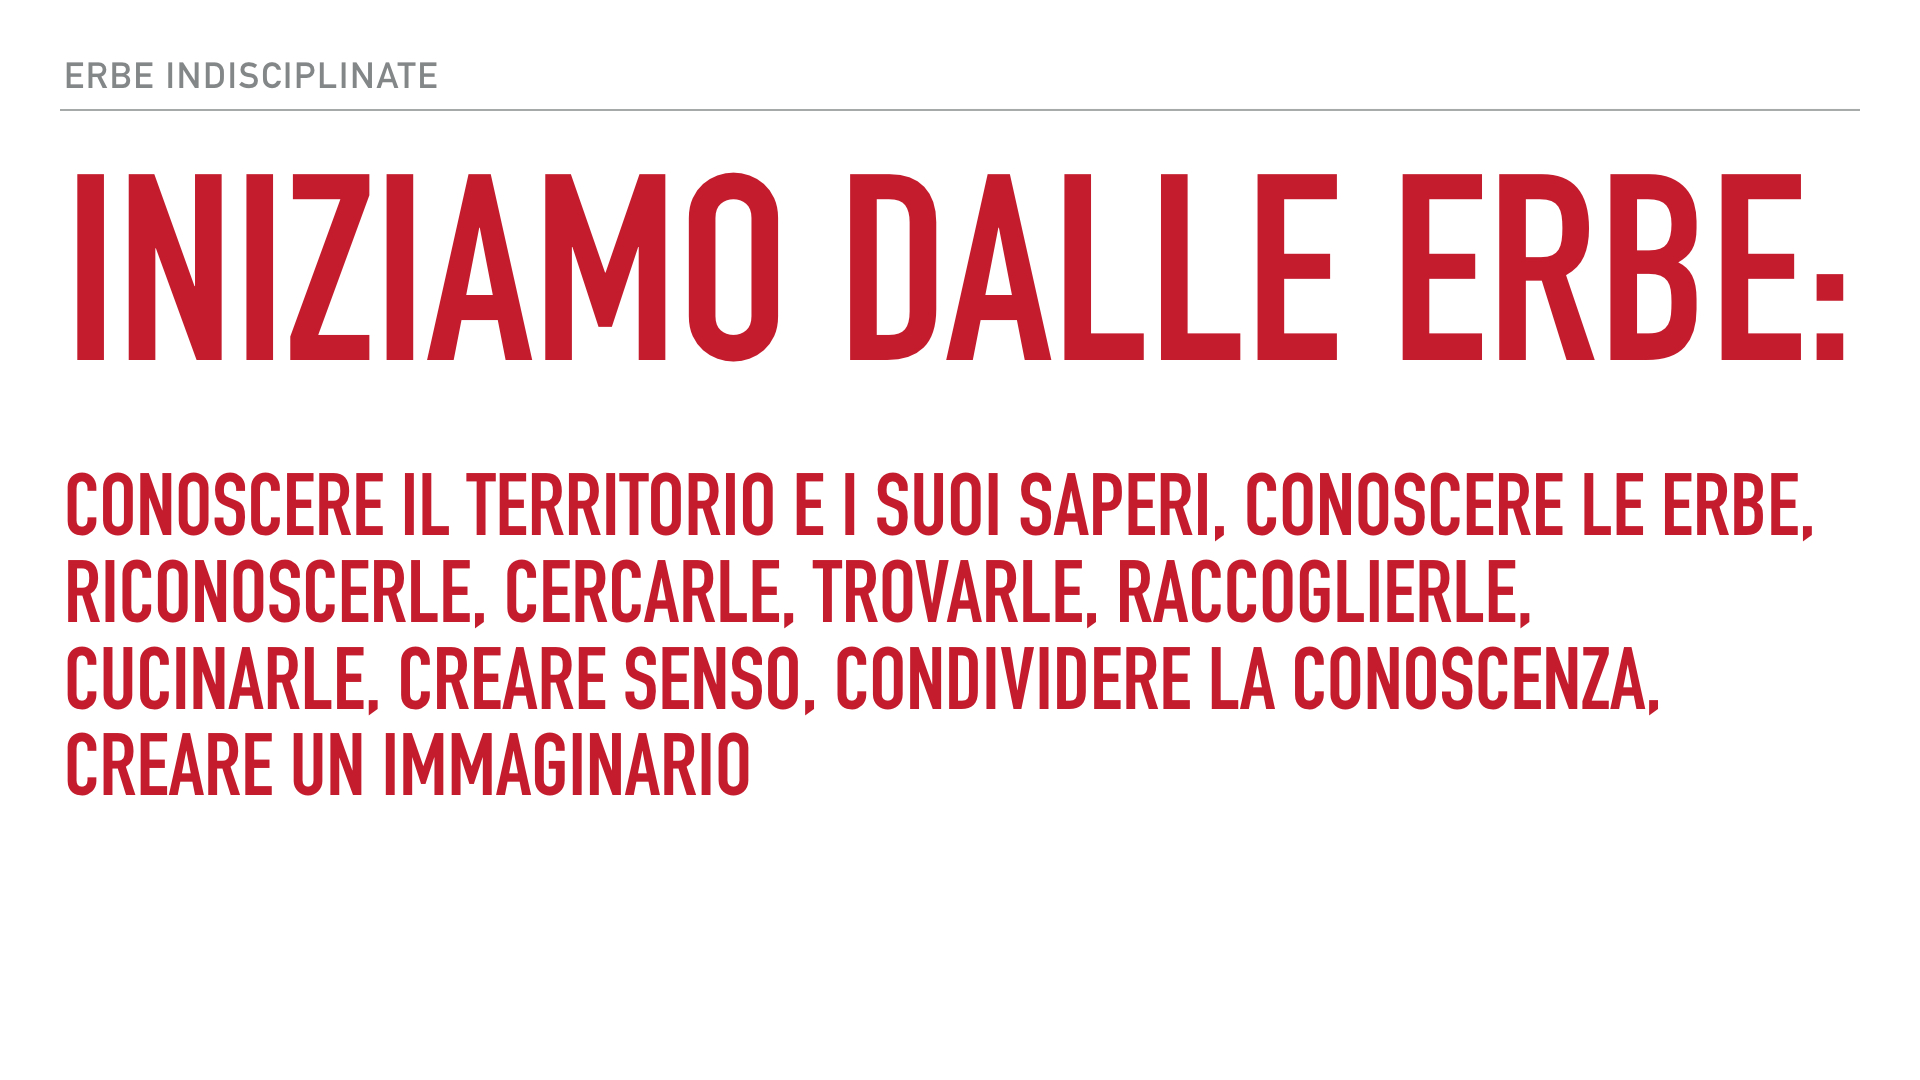 ERBE INDISCIPLINATE
INIZIAMO DALLE ERBE:
CONOSCERE IL TERRITORIO E I SUOI SAPERI, CONOSCERE LE ERBE,
RICONOSCERLE, CERCARLE, TROVARLE, RACCOGLIERLE,
CUCINARLE, CREARE SENSO, CONDIVIDERE LA CONOSCENZA,
CREARE UN IMMAGINARIO